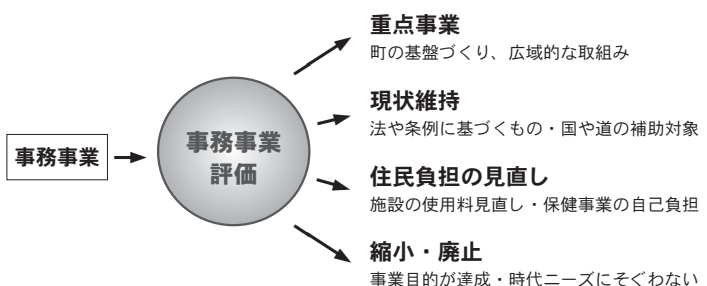 事務事業
事務事業
評価
重点事業
町の基盤づくり、広域的な取組み
現状維持
法や条例に基づくもの・国や道の補助対象
住民負担の見直し
施設の使用料見直し・保健事業の自己負担
縮小・廃止
事業目的が達成・時代ニーズにそぐわない